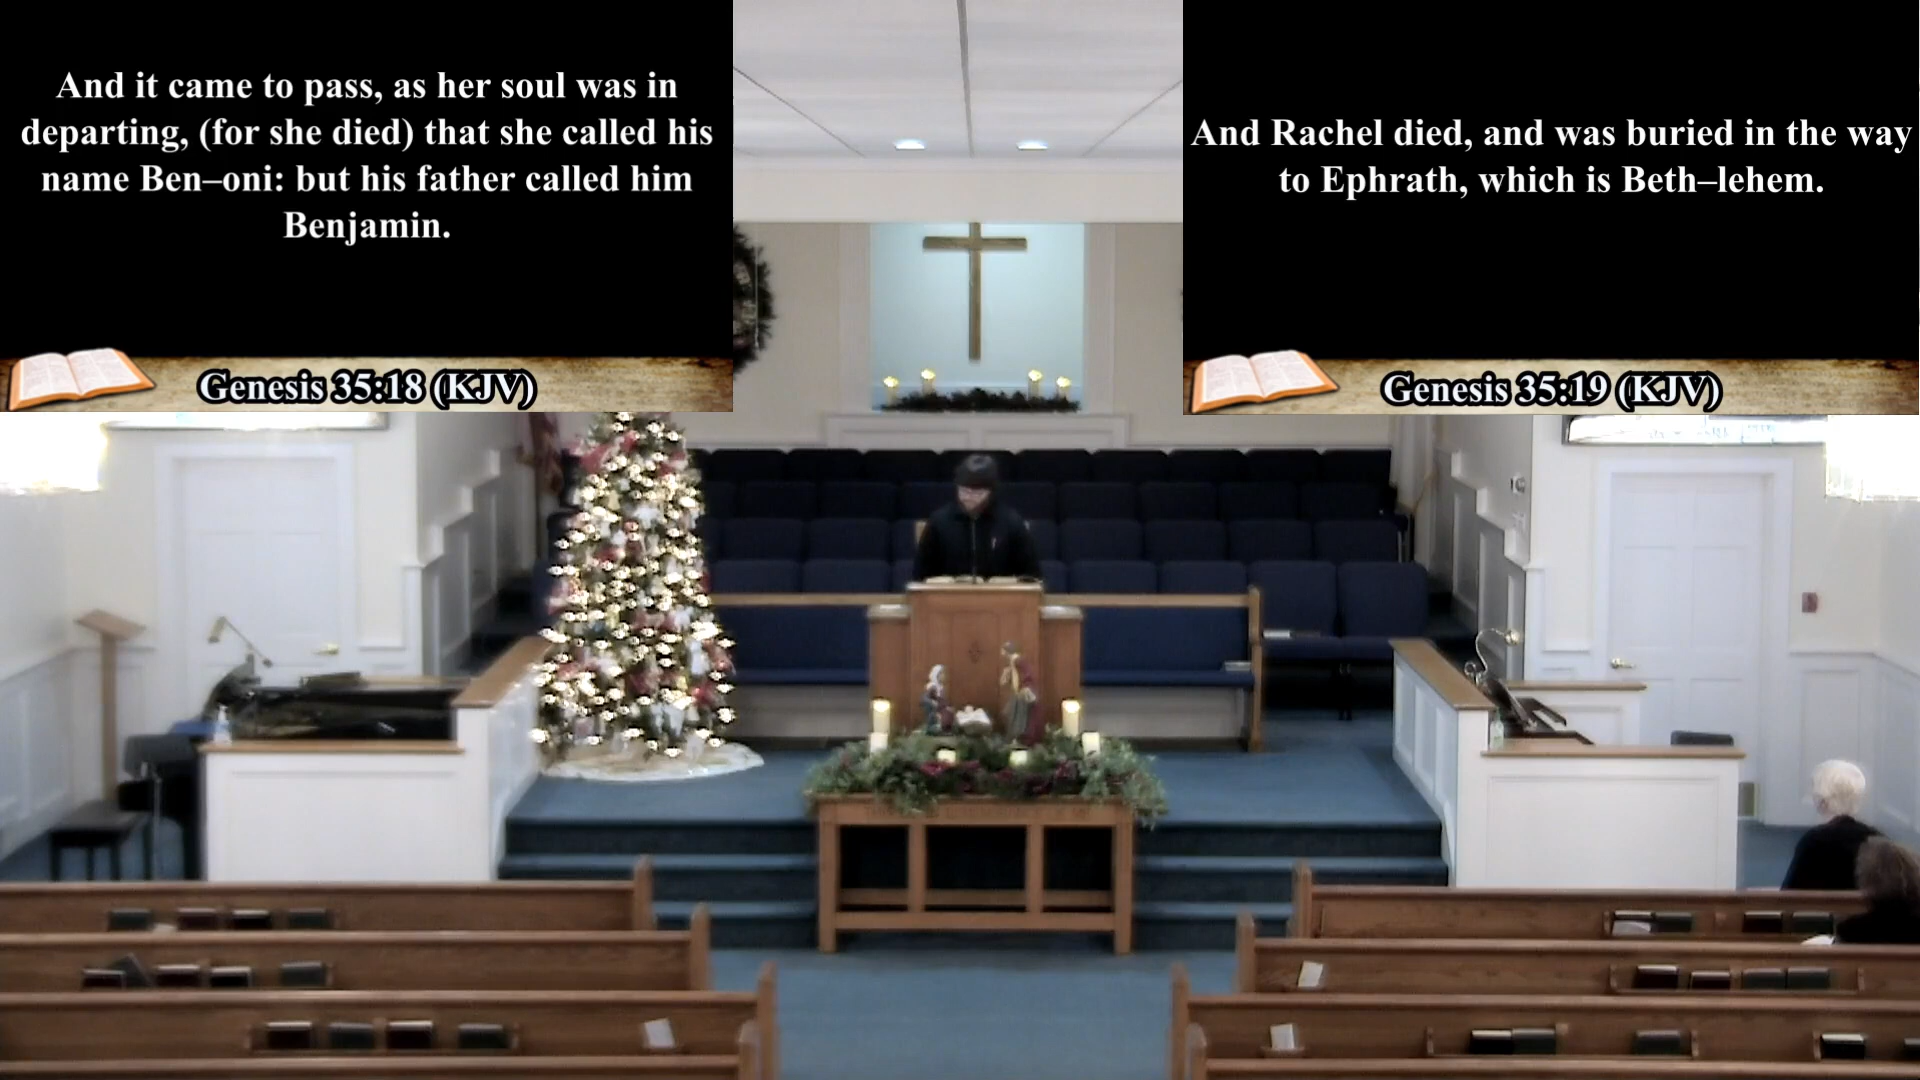 And it came to pass, as her soul was in
departing, (for she died) that she called his
name Ben–oni: but his father called him
Benjamin.
Genesis 35:18 (KJV)
And Rachel died, and was buried in the way
to Ephrath, which is Beth–lehem.
Genesis 35:19 (KJV)